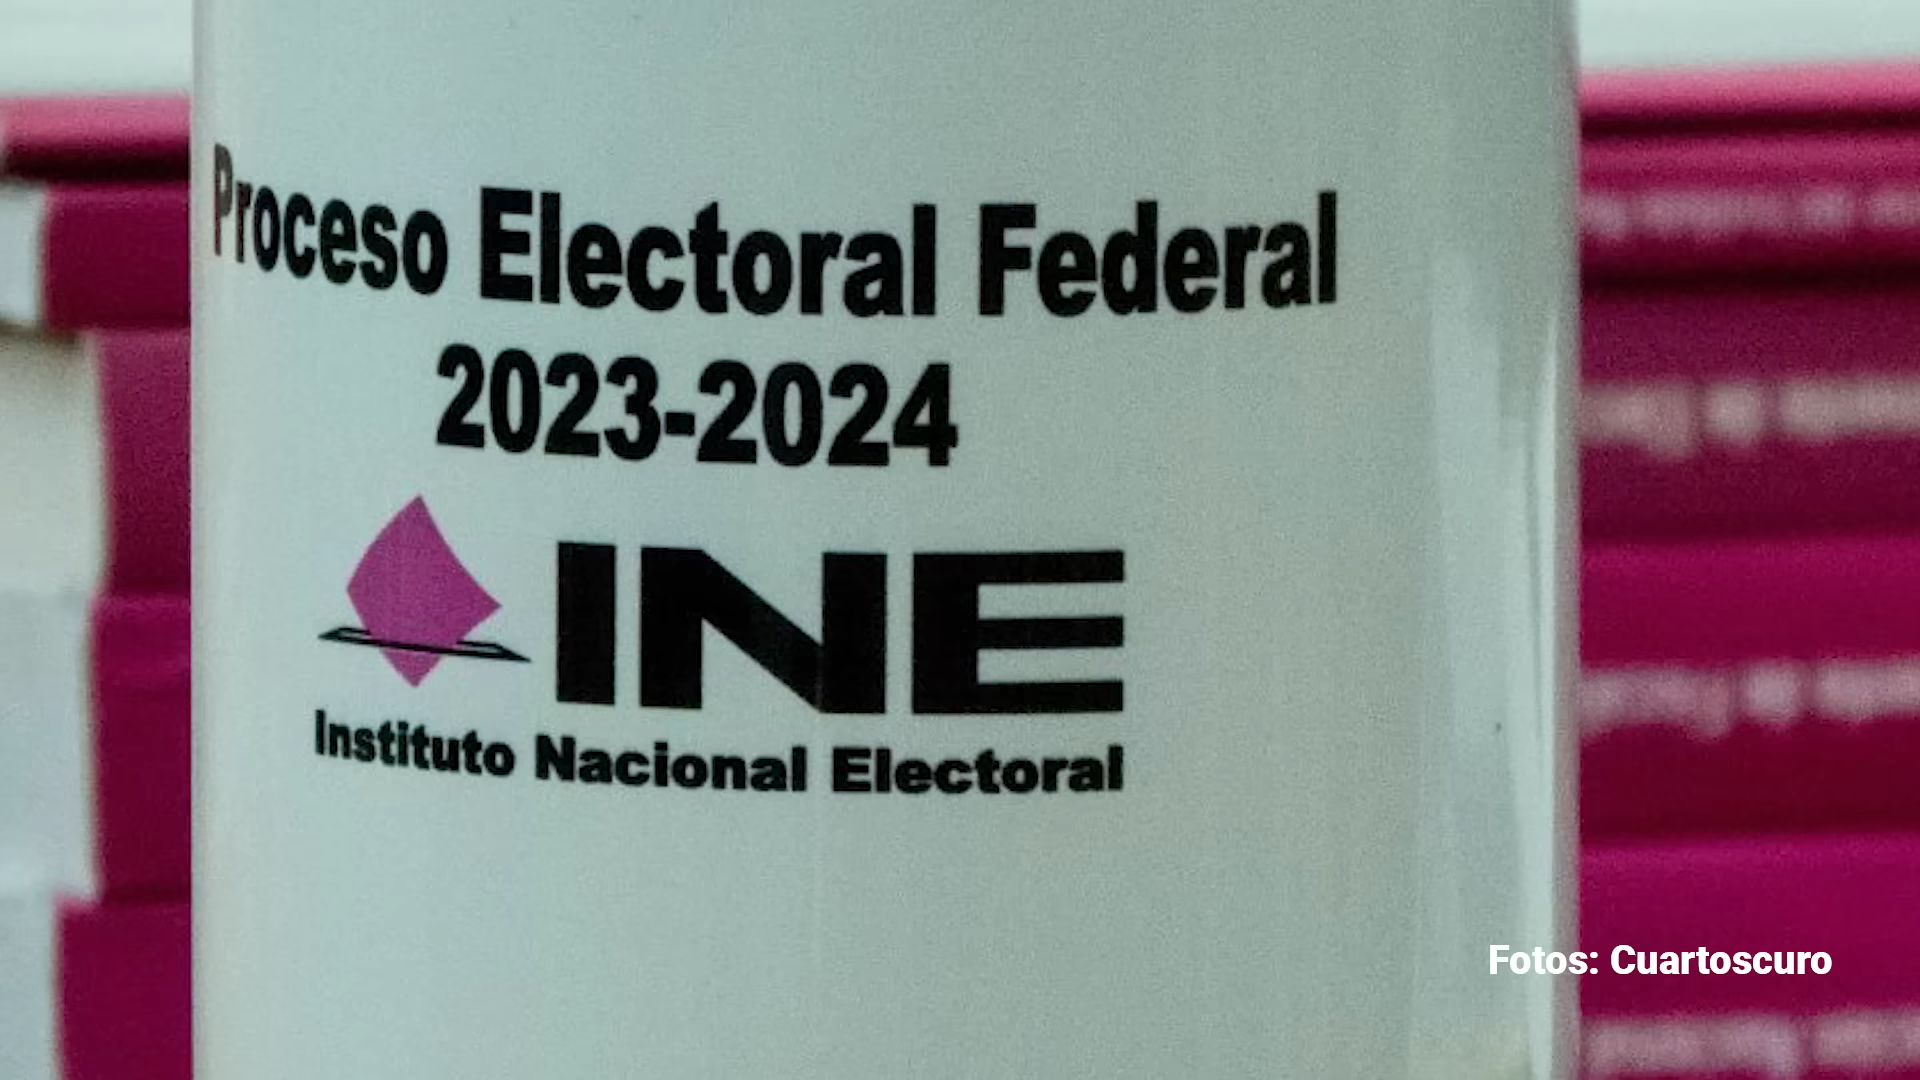 Proceso Electoral Federal
2023-2024
INE
Instituto Nacional Electoral
Fotos: Cuartoscuro